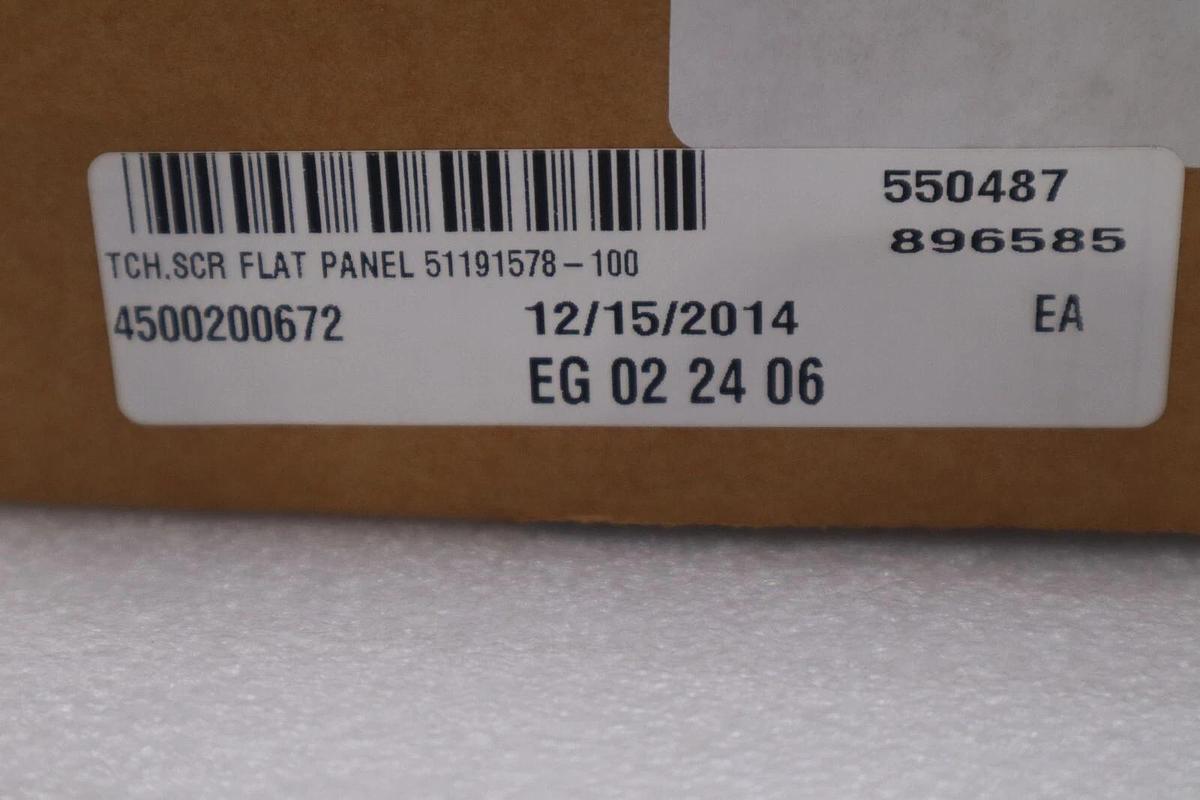 550487
896585
TCH.SCR FLAT PANEL 51191578-100
4500200672 12/15/2014 EA
EG 02 24 06